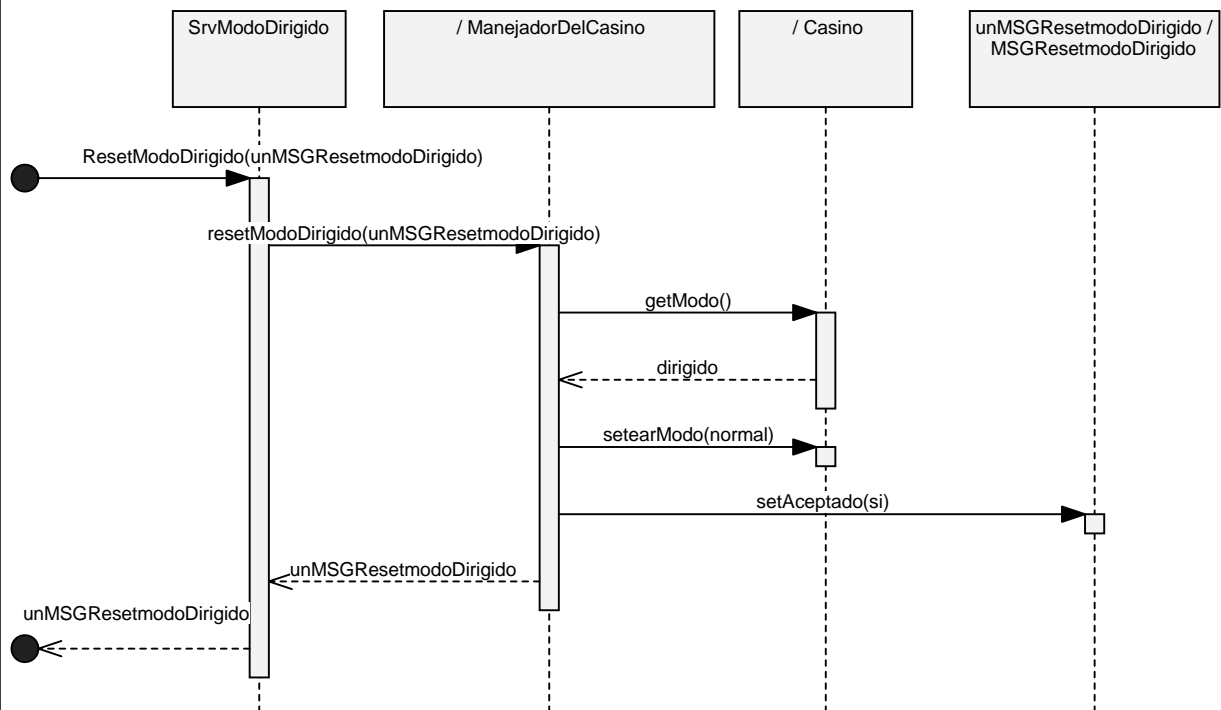 SrvModoDirigido
/ ManejadorDelCasino
/ Casino
unMSGResetmodoDirigido /
MSGResetmodoDirigido
ResetModoDirigido(unMSGResetmodoDirigido)
resetModoDirigido(unMSGResetmodoDirigido)
getModo()
dirigido
setearModo(normal)
setAceptado(si)
unMSGResetmodoDirigido
unMSGResetmodoDirigido